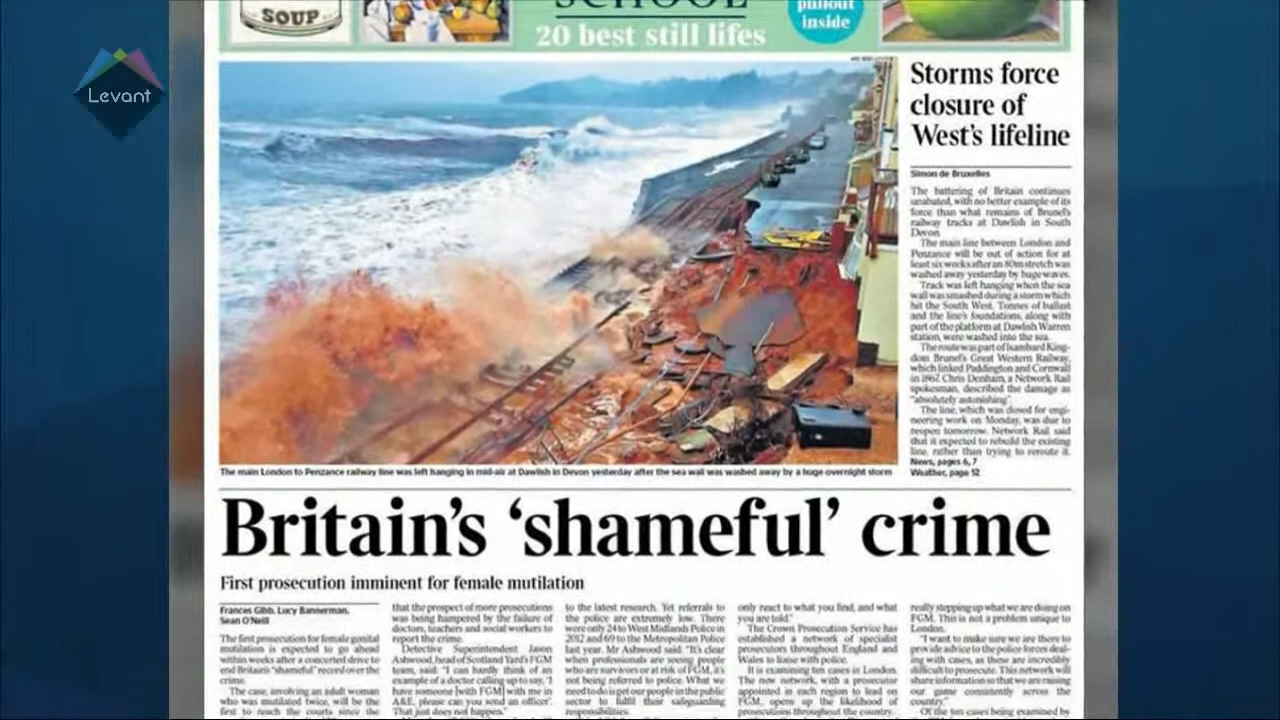 SOUP
SCHOOL
20 best still lifes
pullout
inside
Levant
Storms force
closure of
West's lifeline
Simon de Bruxelles
The battering of Britain continues
unabated, with no better example of its
force than what remains of Brunel's
railway tracks at Dawlish in South
Devon.
The main line between London and
Penzance will be out of action for at
least six weeks after an 80m stretch was
washed away yesterday by huge waves.
Track was left hanging when the sea
wall was smashed during a storm which
hit the South West. Tonnes of ballast
and the line's foundations, along with
part of the platform at Dawlish Warren
station, were washed into the sea.
The route was part of Isambard King-
dom Brunel's Great Western Railway,
which linked Paddington and Cornwall
in 1867. Chris Denham, a Network Rail
spokesman, described the damage as
"absolutely astonishing".
The line, which was closed for engi-
neering work on Monday, was due to
reopen tomorrow. Network Rail said
that it expected to rebuild the existing
line, rather than trying to reroute it.
News, pages 6, 7
Weather, page 52
The main London to Penzance railway line was left hanging in mid-air at Dawlish in Devon yesterday after the sea wall was washed away by a huge overnight storm
Britain's 'shameful' crime
First prosecution imminent for female mutilation
Frances Gibb, Lucy Bannerman,
Sean O'Neill
The first prosecution for female genital
mutilation is expected to go ahead
within weeks after a concerted drive to
end Britain's "shameful" record over the
crime.
The case, involving an adult woman
who was mutilated twice, will be the
first to reach the courts since the
that the prospect of more prosecutions
was being hampered by the failure of
doctors, teachers and social workers to
report the crime.
Detective Superintendent Jason
Ashwood, head of Scotland Yard's FGM
team, said: "I can hardly think of an
example of a doctor calling up to say, 'I
have someone [with FGM] with me in
A&E, please can you send an officer'.
That just does not happen."
to the latest research. Yet referrals to
the police are extremely low. There
were only 24 to West Midlands Police in
2012 and 69 to the Metropolitan Police
last year. Mr Ashwood said: "It's clear
when professionals are seeing people
who are survivors or at risk of FGM, it's
not being referred to police. What we
need to do is get our people in the public
sector to fulfil their safeguarding
responsibilities.
only react to what you find, and what
you are told."
The Crown Prosecution Service has
established a network of specialist
prosecutors throughout England and
Wales to liaise with police.
It is examining ten cases in London.
The new network, with a prosecutor
appointed in each region to lead on
FGM, opens up the likelihood of
prosecutions throughout the country.
really stepping up what we are doing on
FGM. This is not a problem unique to
London.
"I want to make sure we are there to
provide advice to the police forces deal-
ing with cases, as these are incredibly
difficult to prosecute. This network will
share information so that we are raising
our game consistently across the
country."
Of the ten cases being examined by